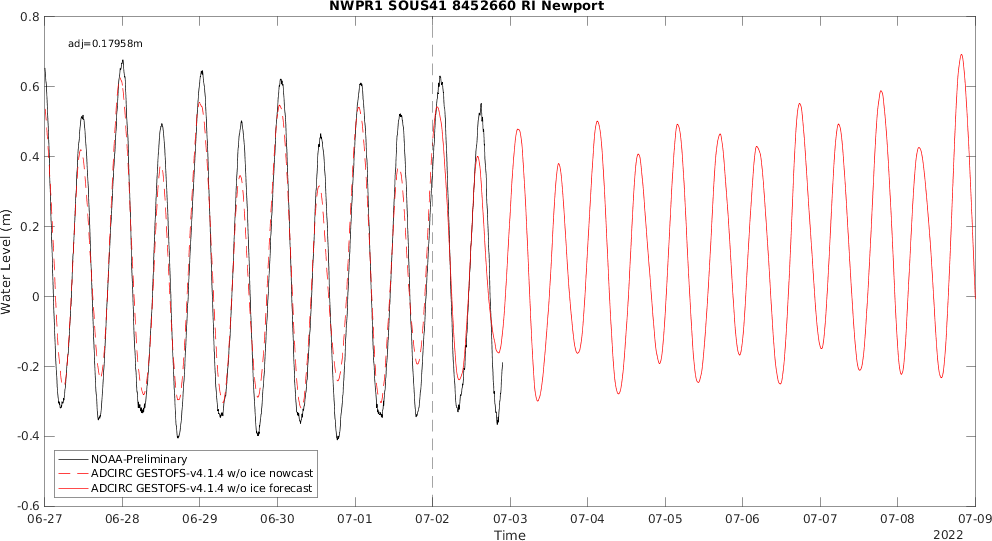 NWPR1 SOUS41 8452660 RI Newport
0.8
adj=0.17958m
0.6
0.4
0.2
0
-0.2
-0.4
-0.6
Water Level (m)
NOAA-Preliminary
ADCIRC GESTOFS-v4.1.4 w/o ice nowcast
ADCIRC GESTOFS-v4.1.4 w/o ice forecast
06-27 06-28 06-29 06-30 07-01 07-02 07-03 07-04 07-05 07-06 07-07 07-08 07-09
Time
2022